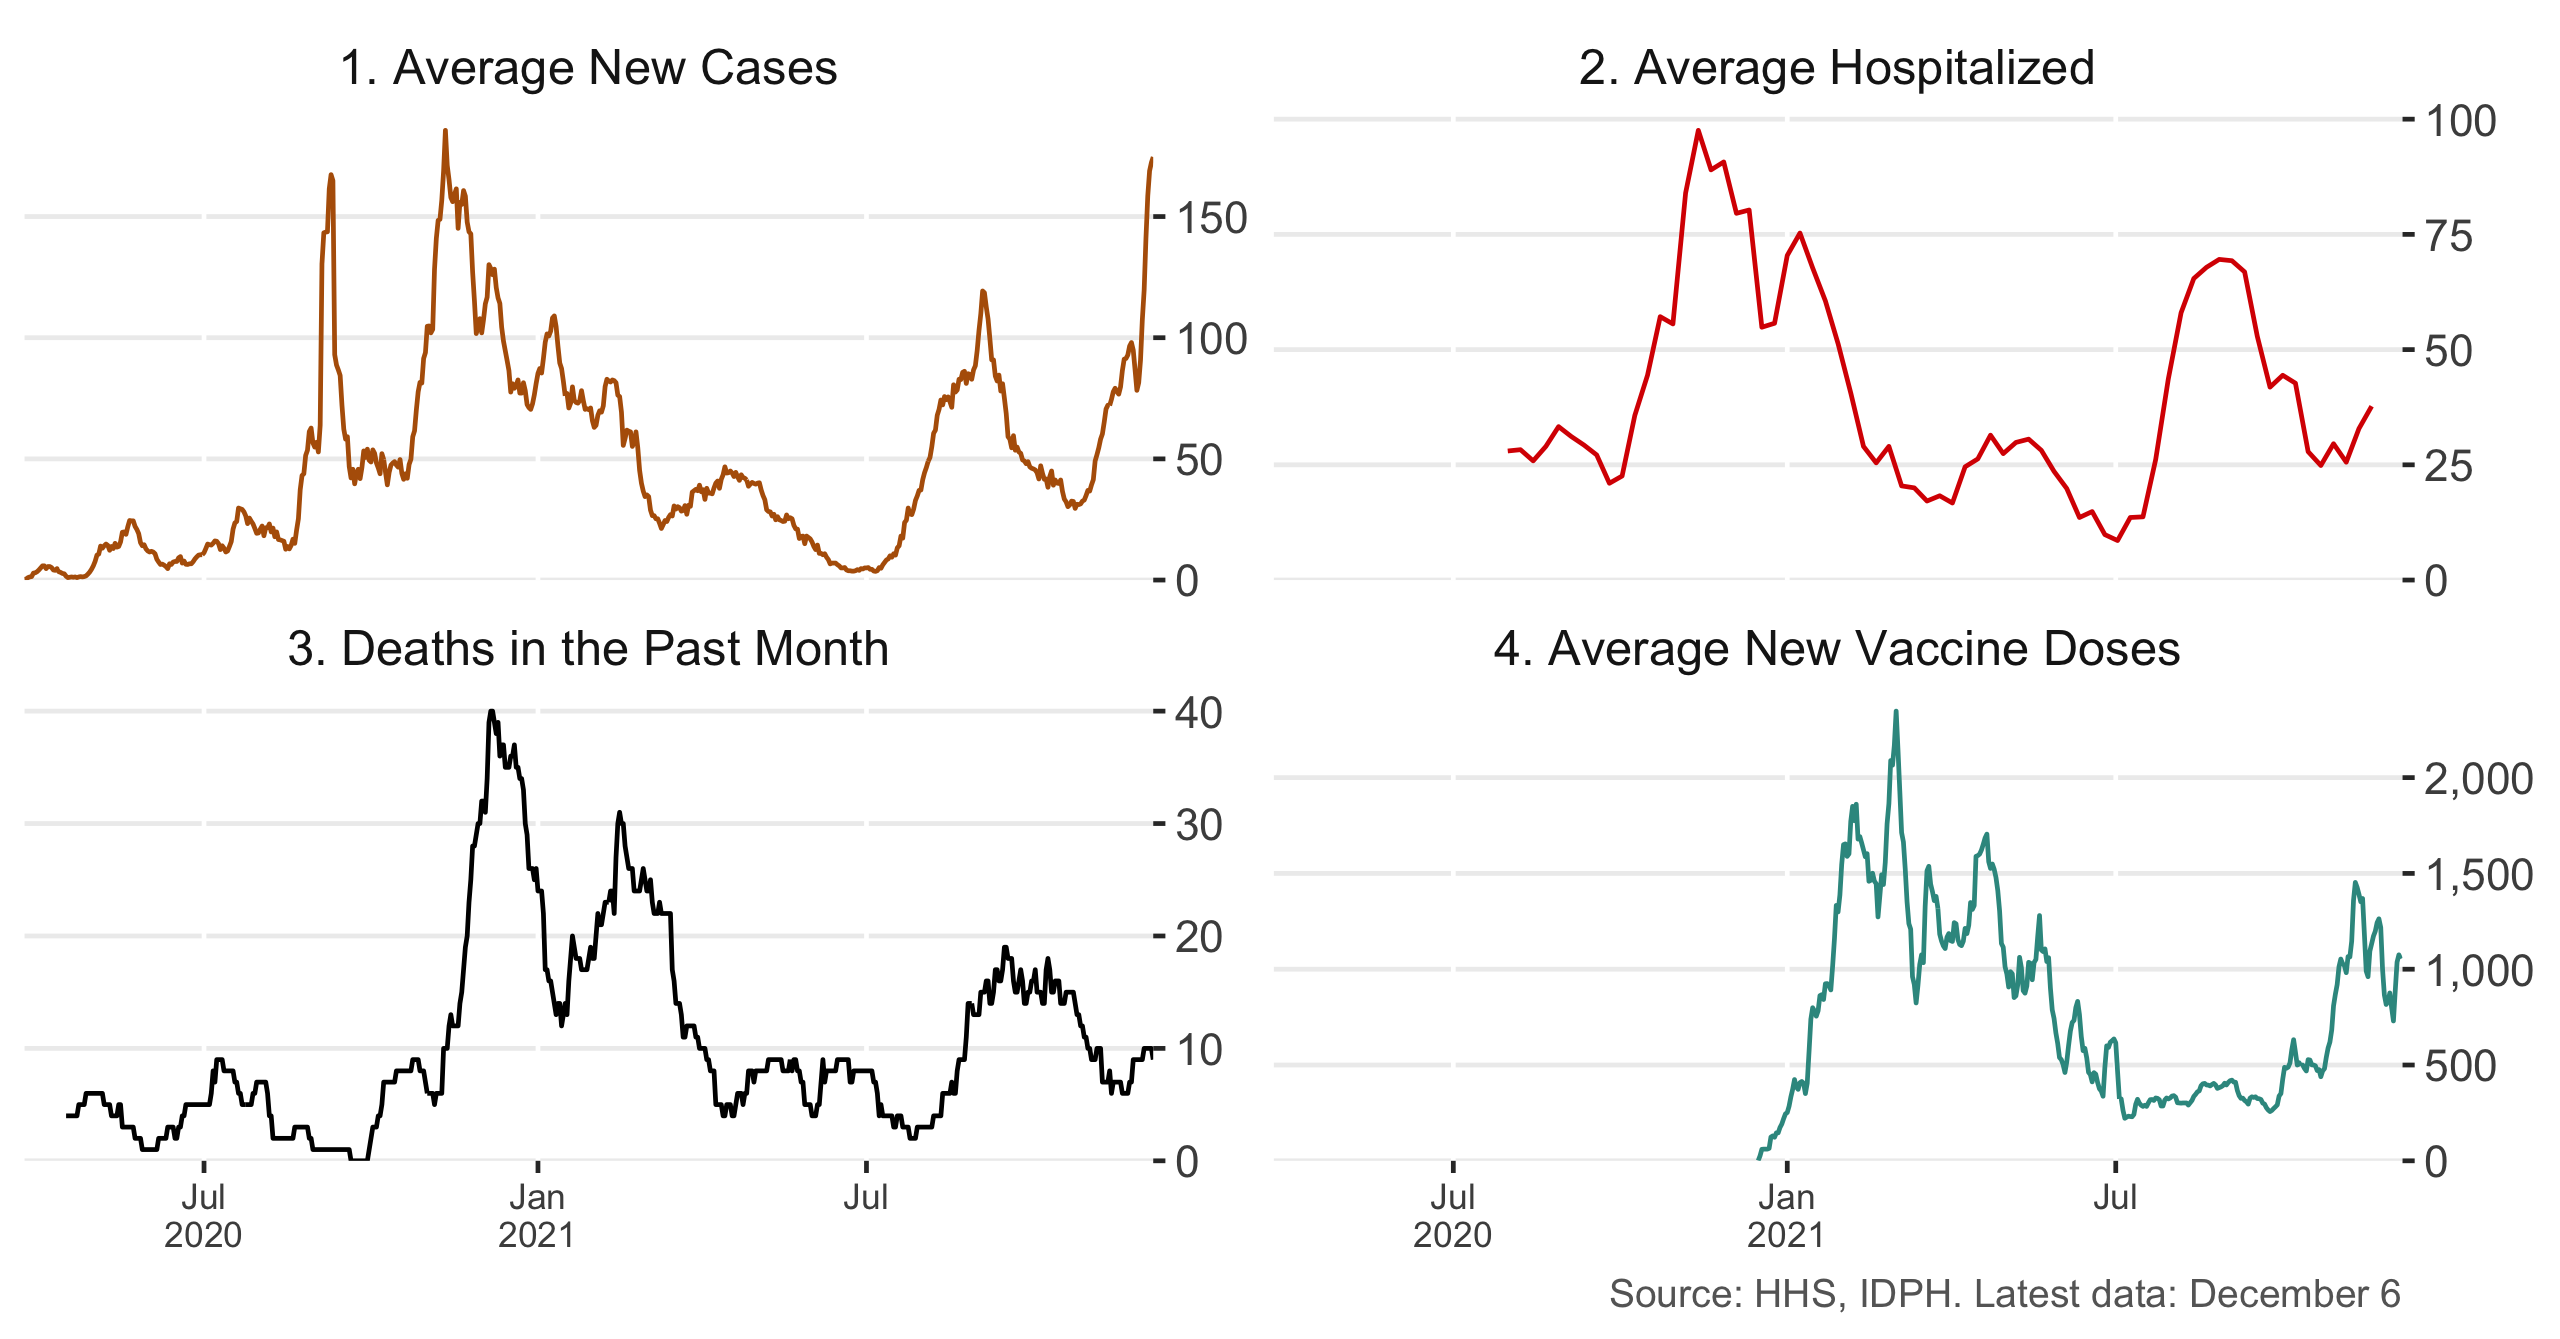 1. Average New Cases
150
100
50
0
2. Average Hospitalized
100
75
50
25
0
3. Deaths in the Past Month
40
30
20
10
0
Jul
2020
Jan
2021
Jul
4. Average New Vaccine Doses
2,000
1,500
1,000
500
0
Jul
2020
Jan
2021
Jul
Source: HHS, IDPH. Latest data: December 6